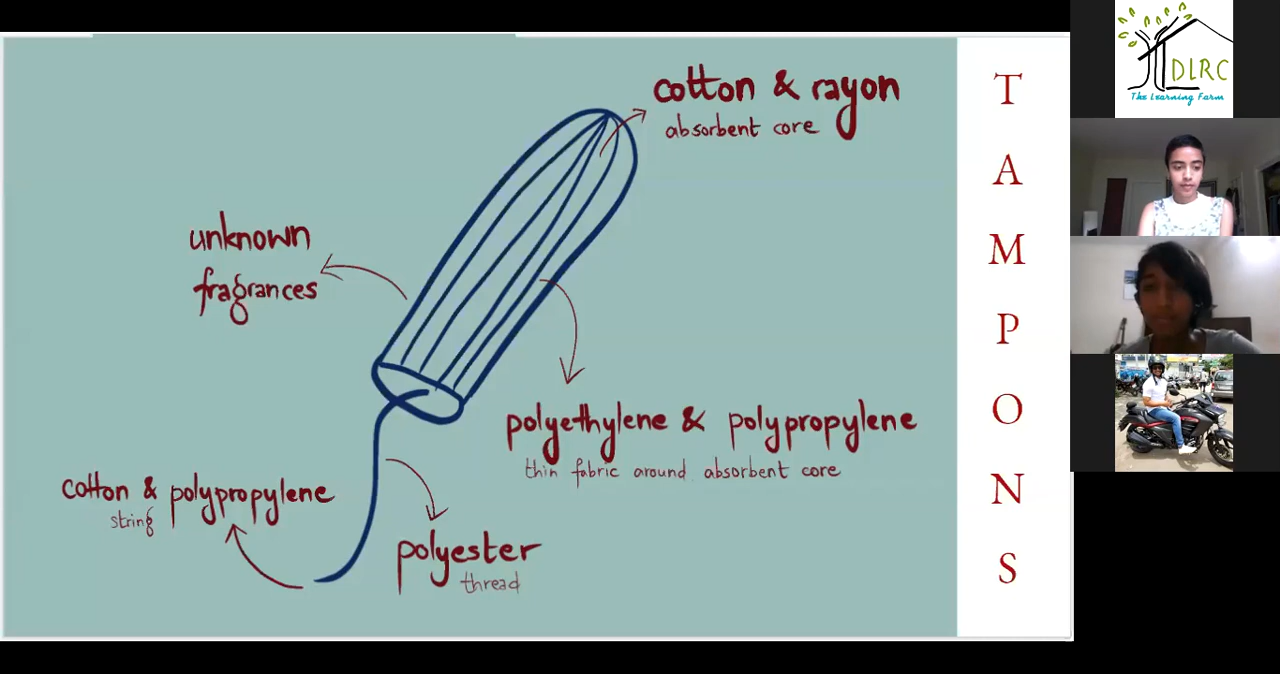 cotton & rayon
absorbent core
unknown
fragrances
polyethylene & polypropylene
thin fabric around absorbent core
cotton & polypropylene
string
polyester
thread
T
A
M
P
O
N
S
DLRC
The Learning Farm